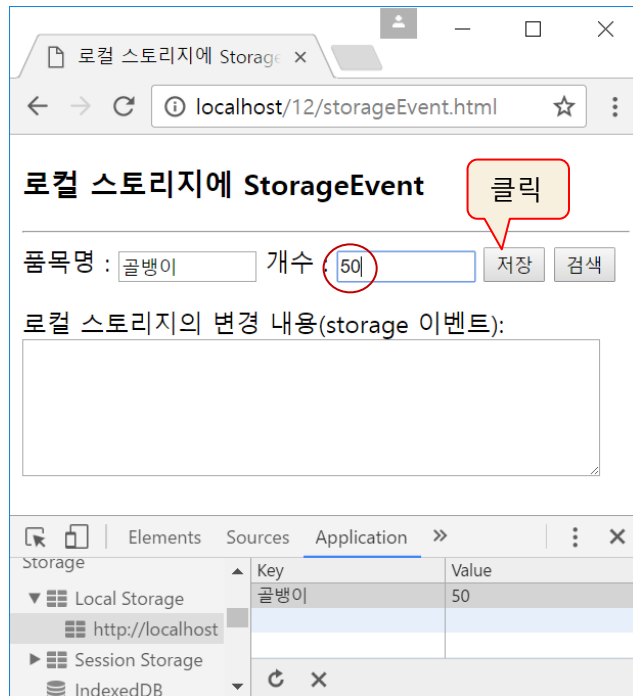 로컬 스토리지에 Storage
localhost/12/storageEvent.html
로컬 스토리지에 StorageEvent
클릭
품목명 : 골뱅이 개수 : 50 저장 검색
로컬 스토리지의 변경 내용(storage 이벤트):
Elements Sources Application »
Storage
Key Value
Local Storage
골뱅이 50
http://localhost
Session Storage
IndexedDB